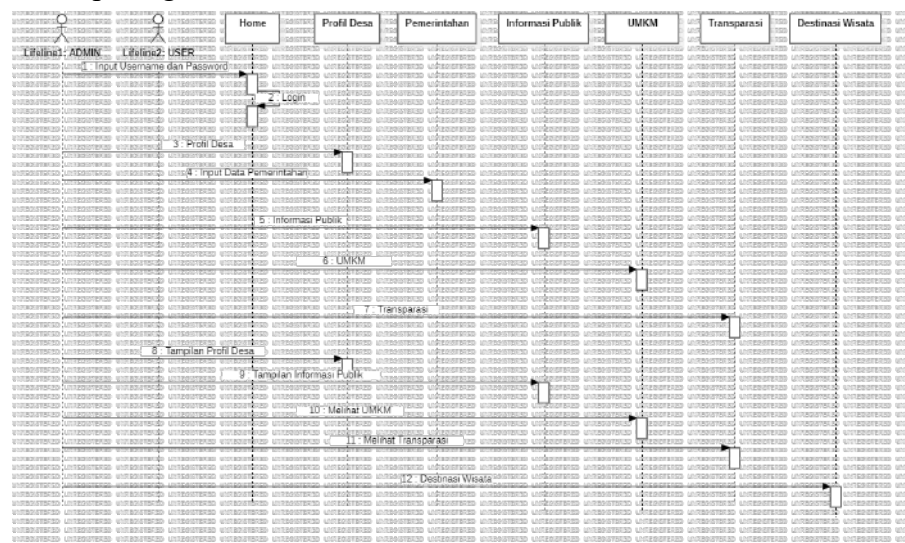 Home
Profil Desa
Pemerintahan
Informasi Publik
UMKM
Transparasi
Destinasi Wisata
Lifeline1: ADMIN
Lifeline2: USER
1 : Input Username dan Password
2 : Login
3 : Profil Desa
4 : Input Data Pemerintahan
5 : Informasi Publik
6 : UMKM
7 : Transparasi
8 : Tampilan Profil Desa
9 : Tampilan Informasi Publik
10 : Melihat UMKM
11 : Melihat Transparasi
12 : Destinasi Wisata